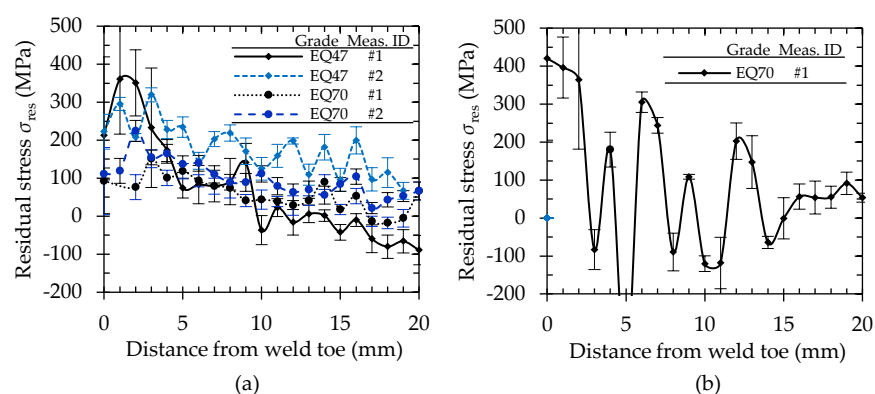 Grade Meas. ID
EQ47 #1
EQ47 #2
EQ70 #1
EQ70 #2
500
400
300
200
100
0
-100
-200
Residual stress σres (MPa)
0 5 10 15 20
Distance from weld toe (mm)
(a)
Grade Meas. ID
EQ70 #1
500
400
300
200
100
0
-100
-200
Residual stress σres (MPa)
0 5 10 15 20
Distance from weld toe (mm)
(b)